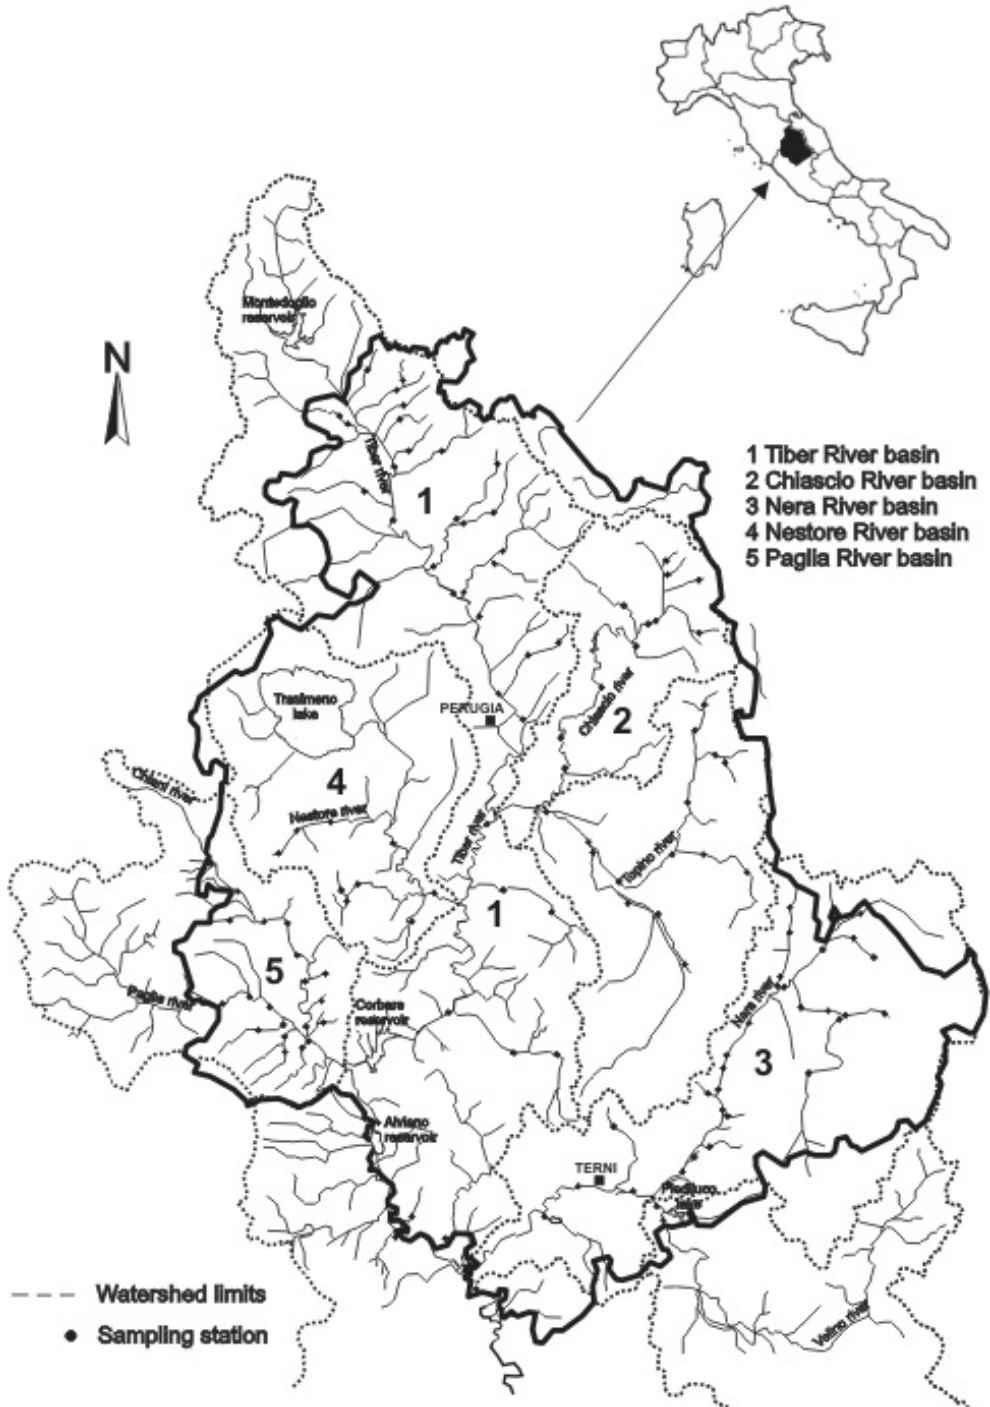 Montedoglio
reservoir
N
Tiber river
1
1 Tiber River basin
2 Chiascio River basin
3 Nera River basin
4 Nestore River basin
5 Paglia River basin
Trasimeno
lake
PERUGIA
Chiascio river
2
Chiani river
4
Nestore river
Tiber river
Topino river
1
5
Paglia river
Corbara
reservoir
Nera river
3
Alviano
reservoir
TERNI
Piediluco
lake
Velino river
Watershed limits
Sampling station